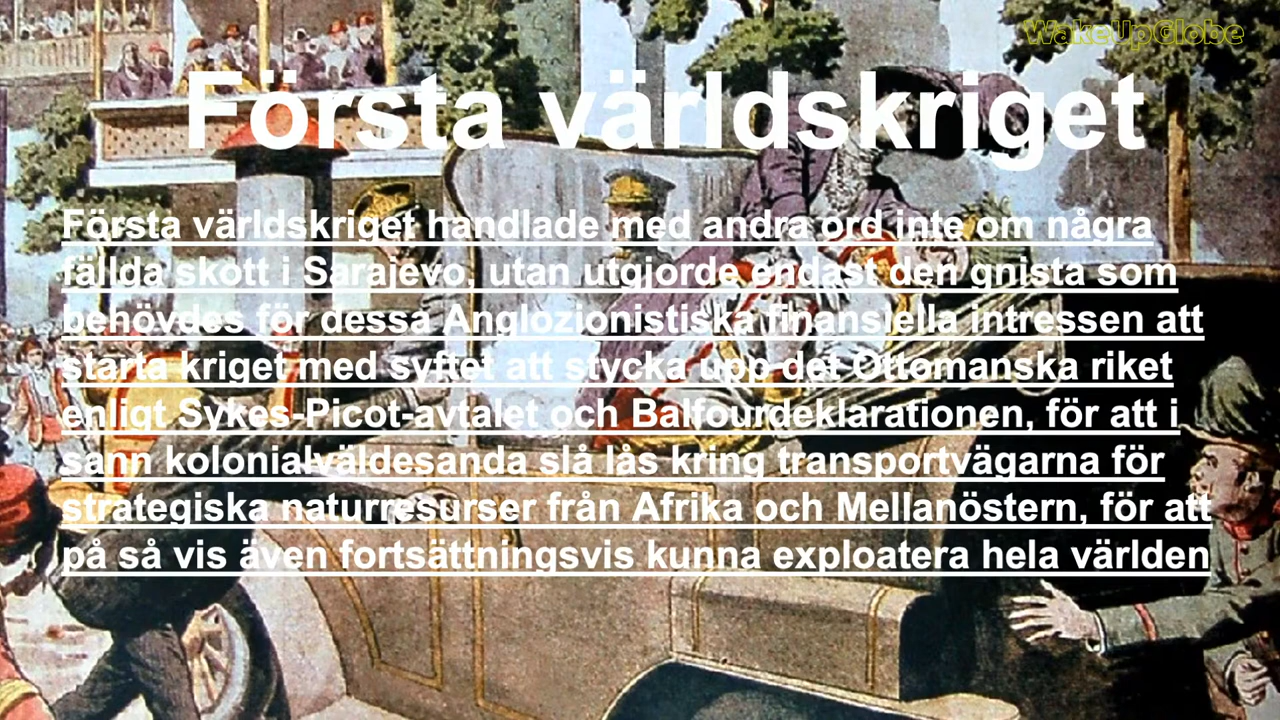 WakeUpGlobe
Första världskriget
Första världskriget handlade med andra ord inte om några
fällda skott i Sarajevo, utan utgjorde endast den gnista som
behövdes för dessa Anglozionistiska finansiella intressen att
starta kriget med syftet att stycka upp det Ottomanska riket
enligt Sykes-Picot-avtalet och Balfourdeklarationen, för att i
sann kolonialväldesanda slå lås kring transportvägarna för
strategiska naturresurser från Afrika och Mellanöstern, för att
på så vis även fortsättningsvis kunna exploatera hela världen